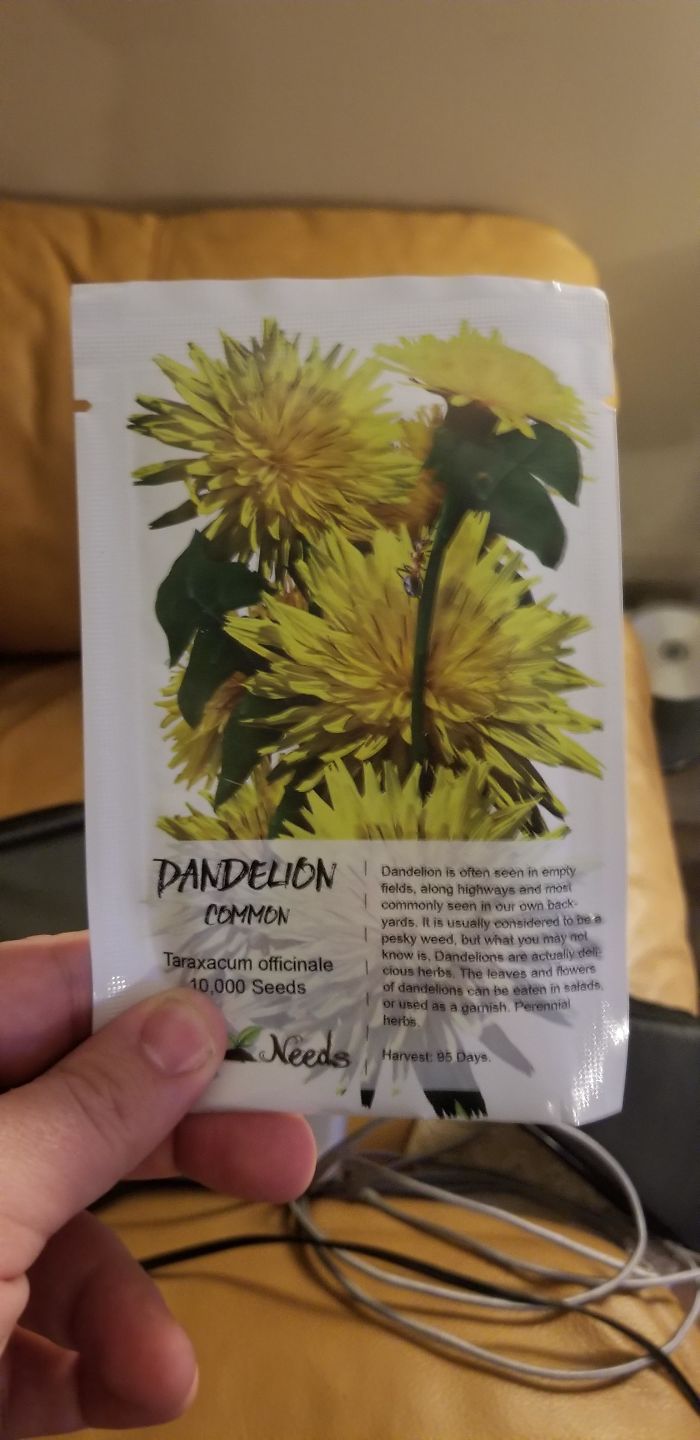 DANDELION
COMMON
Taraxacum officinale
10,000 Seeds
Needs
Dandelion is often seen in empty
fields, along highways and most
commonly seen in our own back-
yards. It is usually considered to be a
pesky weed, but what you may not
know is, Dandelions are actually deli-
cious herbs. The leaves and flowers
of dandelions can be eaten in salads,
or used as a garnish. Perennial
herbs.
Harvest: 95 Days.